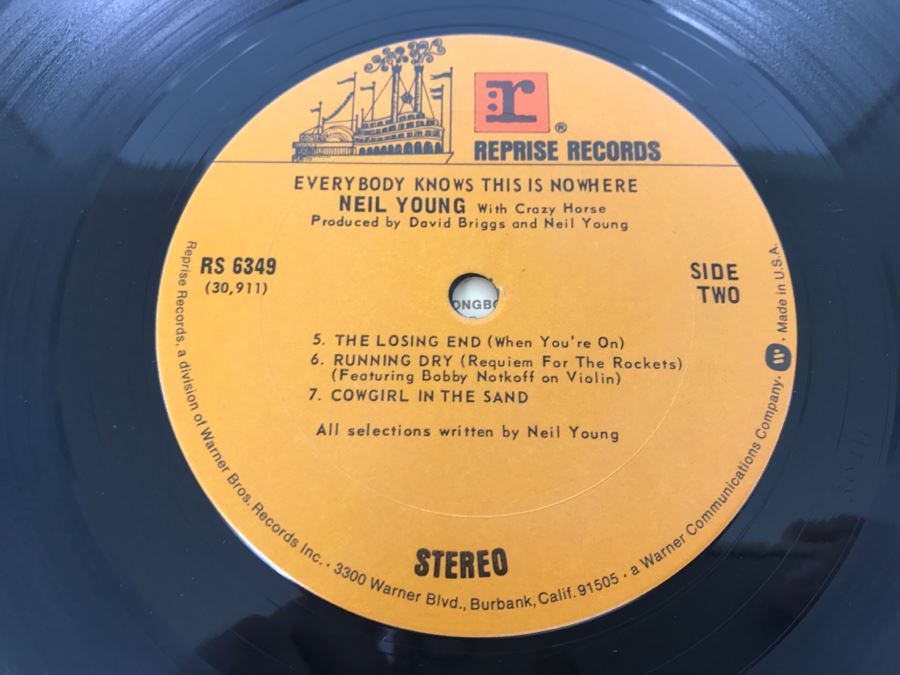 r ®
REPRISE RECORDS
EVERYBODY KNOWS THIS IS NOWHERE
NEIL YOUNG With Crazy Horse
Produced by David Briggs and Neil Young
RS 6349
(30,911)
SIDE
TWO
ONGBO
5. THE LOSING END (When You're On)
6. RUNNING DRY (Requiem For The Rockets)
(Featuring Bobby Notkoff on Violin)
7. COWGIRL IN THE SAND
All selections written by Neil Young
STEREO
Reprise Records, a division of Warner Bros. Records Inc. · 3300 Warner Blvd., Burbank, Calif. 91505 · a Warner Communications Company · W · Made in U.S.A.